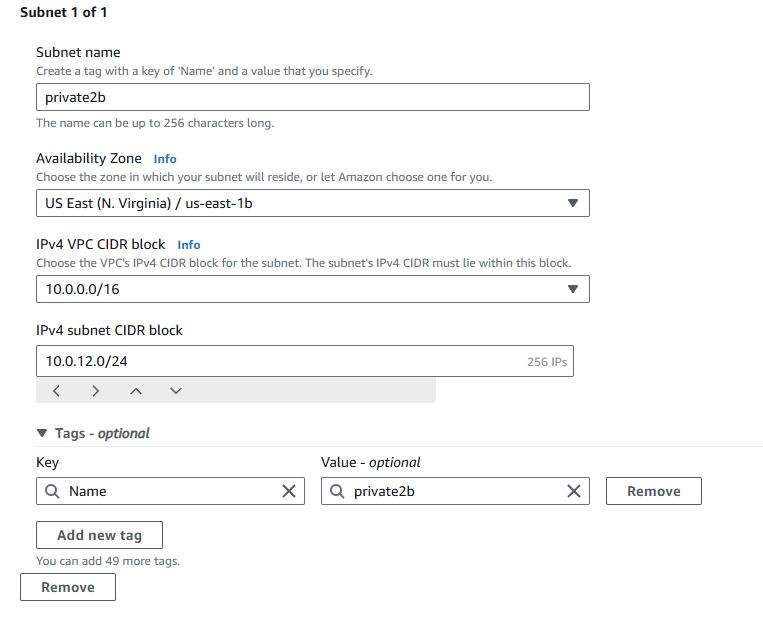 Subnet 1 of 1
Subnet name
Create a tag with a key of 'Name' and a value that you specify.
private2b
The name can be up to 256 characters long.
Availability Zone Info
Choose the zone in which your subnet will reside, or let Amazon choose one for you.
US East (N. Virginia) / us-east-1b
IPv4 VPC CIDR block Info
Choose the VPC's IPv4 CIDR block for the subnet. The subnet's IPv4 CIDR must lie within this block.
10.0.0.0/16
IPv4 subnet CIDR block
10.0.12.0/24 256 IPs
Tags - optional
Key Value - optional
Name private2b Remove
Add new tag
You can add 49 more tags.
Remove